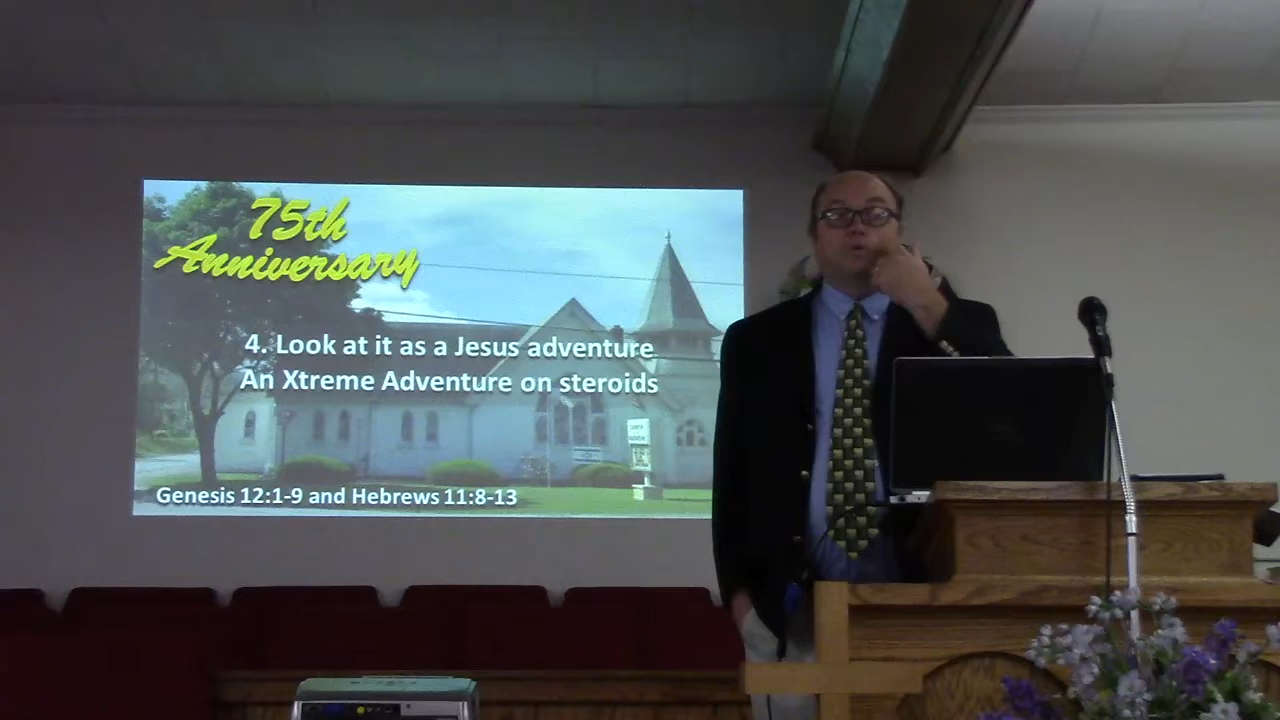 75th
Anniversary
4. Look at it as a Jesus adventure
An Xtreme Adventure on steroids
Genesis 12:1-9 and Hebrews 11:8-13